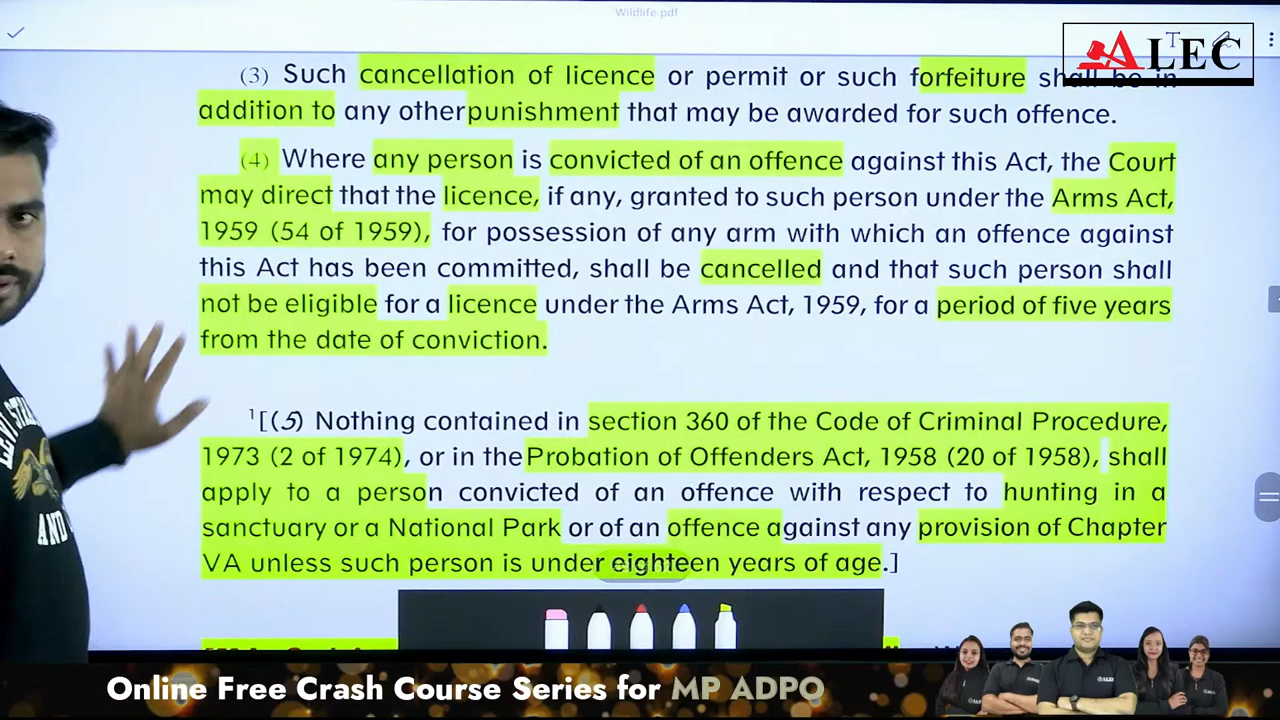 Wildlife.pdf
ALEC
(3) Such cancellation of licence or permit or such forfeiture shall be in
addition to any other punishment that may be awarded for such offence.
(4) Where any person is convicted of an offence against this Act, the Court
may direct that the licence, if any, granted to such person under the Arms Act,
1959 (54 of 1959), for possession of any arm with which an offence against
this Act has been committed, shall be cancelled and that such person shall
not be eligible for a licence under the Arms Act, 1959, for a period of five years
from the date of conviction.
1[(5) Nothing contained in section 360 of the Code of Criminal Procedure,
1973 (2 of 1974), or in the Probation of Offenders Act, 1958 (20 of 1958), shall
apply to a person convicted of an offence with respect to hunting in a
sanctuary or a National Park or of an offence against any provision of Chapter
VA unless such person is under eighteen years of age.]
AND
Online Free Crash Course Series for MP ADPO